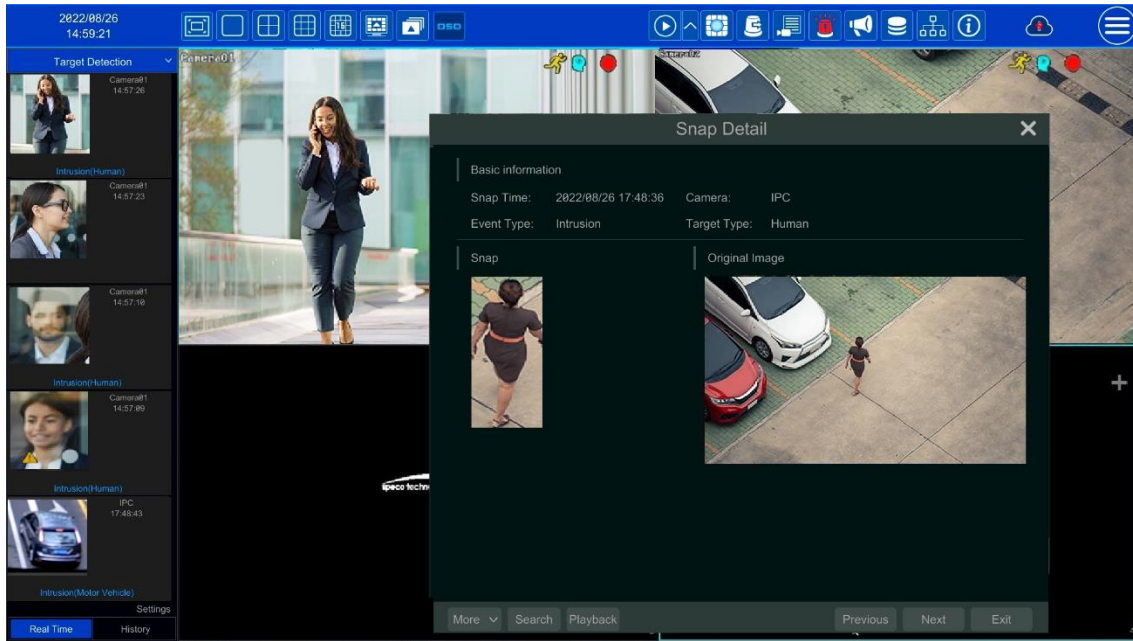 2022/08/26
14:59:21
OSD
Target Detection
Camera01
14:57:26
Intrusion(Human)
Camera01
14:57:23
Camera01
14:57:10
Intrusion(Human)
Camera01
14:57:09
Intrusion(Human)
IPC
17:48:43
Intrusion(Motor Vehicle)
Settings
Real Time
History
Camera01
Camera02
Snap Detail
Basic information
Snap Time: 2022/08/26 17:48:36 Camera: IPC
Event Type: Intrusion Target Type: Human
Snap
Original Image
More Search Playback Previous Next Exit